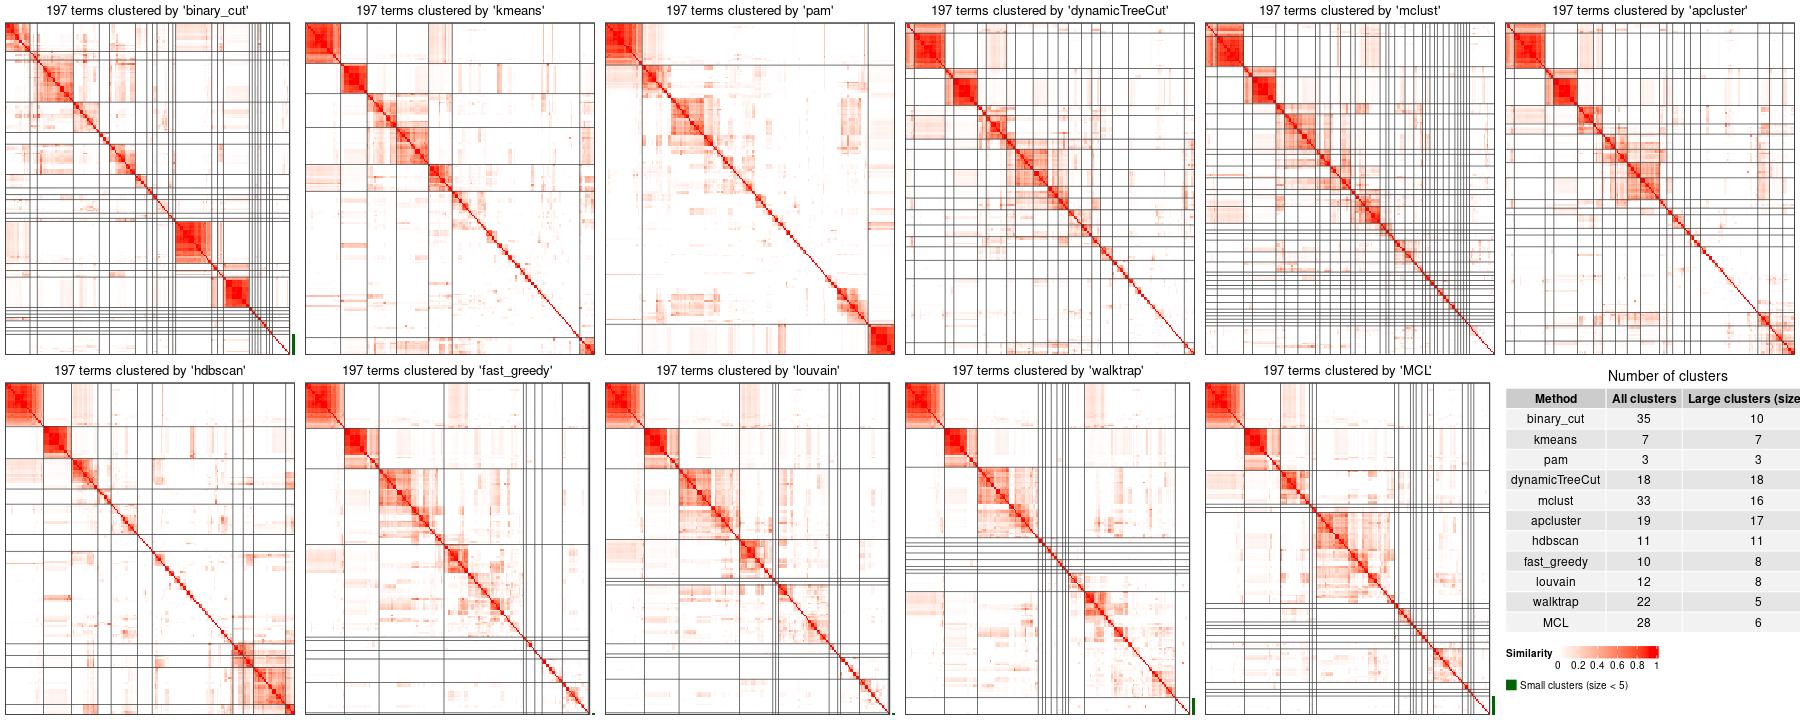 197 terms clustered by 'binary_cut'
197 terms clustered by 'kmeans'
197 terms clustered by 'pam'
197 terms clustered by 'dynamicTreeCut'
197 terms clustered by 'mclust'
197 terms clustered by 'apcluster'
197 terms clustered by 'hdbscan'
197 terms clustered by 'fast_greedy'
197 terms clustered by 'louvain'
197 terms clustered by 'walktrap'
197 terms clustered by 'MCL'
Number of clusters
Method All clusters Large clusters (size
binary_cut 35 10
kmeans 7 7
pam 3 3
dynamicTreeCut 18 18
mclust 33 16
apcluster 19 17
hdbscan 11 11
fast_greedy 10 8
louvain 12 8
walktrap 22 5
MCL 28 6
Similarity
0 0.2 0.4 0.6 0.8 1
Small clusters (size < 5)